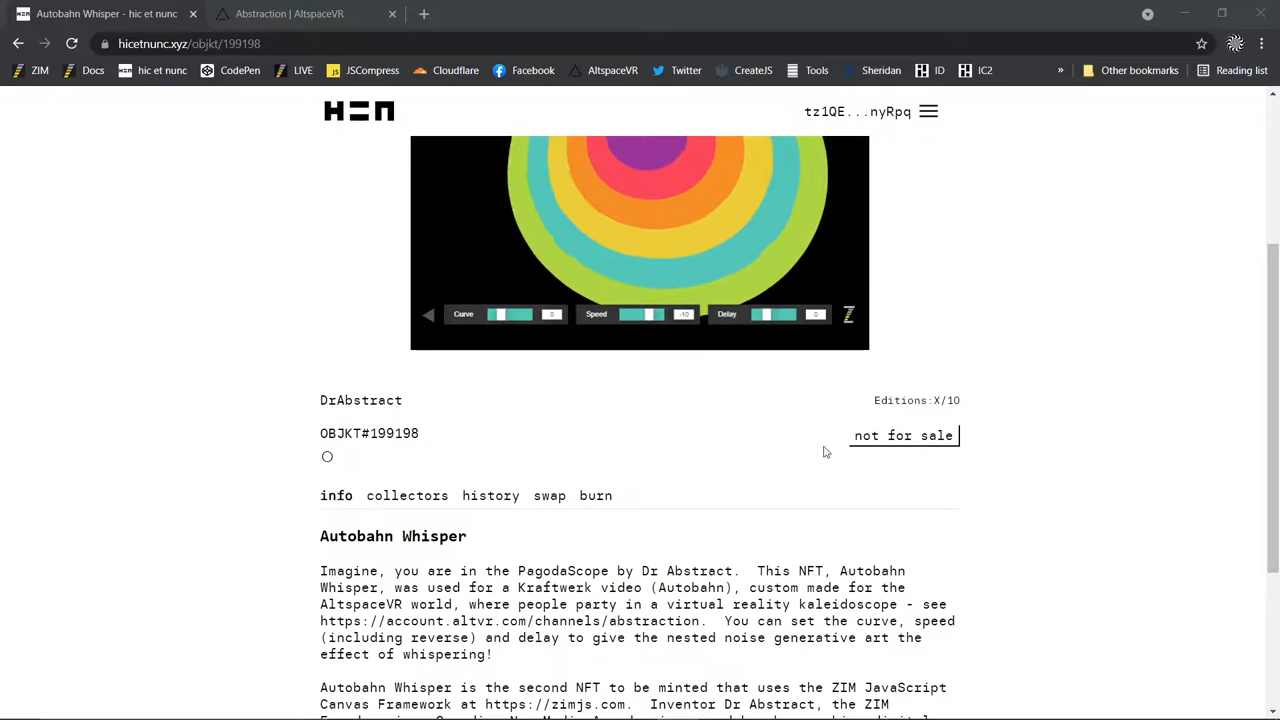 Autobahn Whisper - hic et nunc
Abstraction | AltspaceVR
hicetnunc.xyz/objkt/199198
ZIM Docs hic et nunc CodePen LIVE JS JSCompress Cloudflare Facebook AltspaceVR Twitter CreateJS Tools Sheridan ID IC2 » Other bookmarks Reading list
tz1QE...nyRpq
Curve 0 Speed -10 Delay 0 Z
DrAbstract
Editions:X/10
OBJKT#199198
not for sale
info collectors history swap burn
Autobahn Whisper
Imagine, you are in the PagodaScope by Dr Abstract. This NFT, Autobahn
Whisper, was used for a Kraftwerk video (Autobahn), custom made for the
AltspaceVR world, where people party in a virtual reality kaleidoscope - see
https://account.altvr.com/channels/abstraction. You can set the curve, speed
(including reverse) and delay to give the nested noise generative art the
effect of whispering!
Autobahn Whisper is the second NFT to be minted that uses the ZIM JavaScript
Canvas Framework at https://zimjs.com. Inventor Dr Abstract, the ZIM